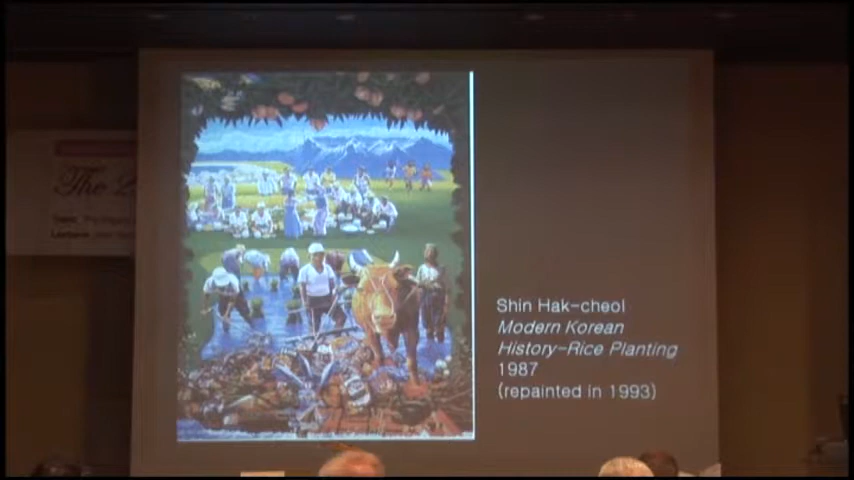 The
Shin Hak-cheol
Modern Korean
History-Rice Planting
1987
(repainted in 1993)